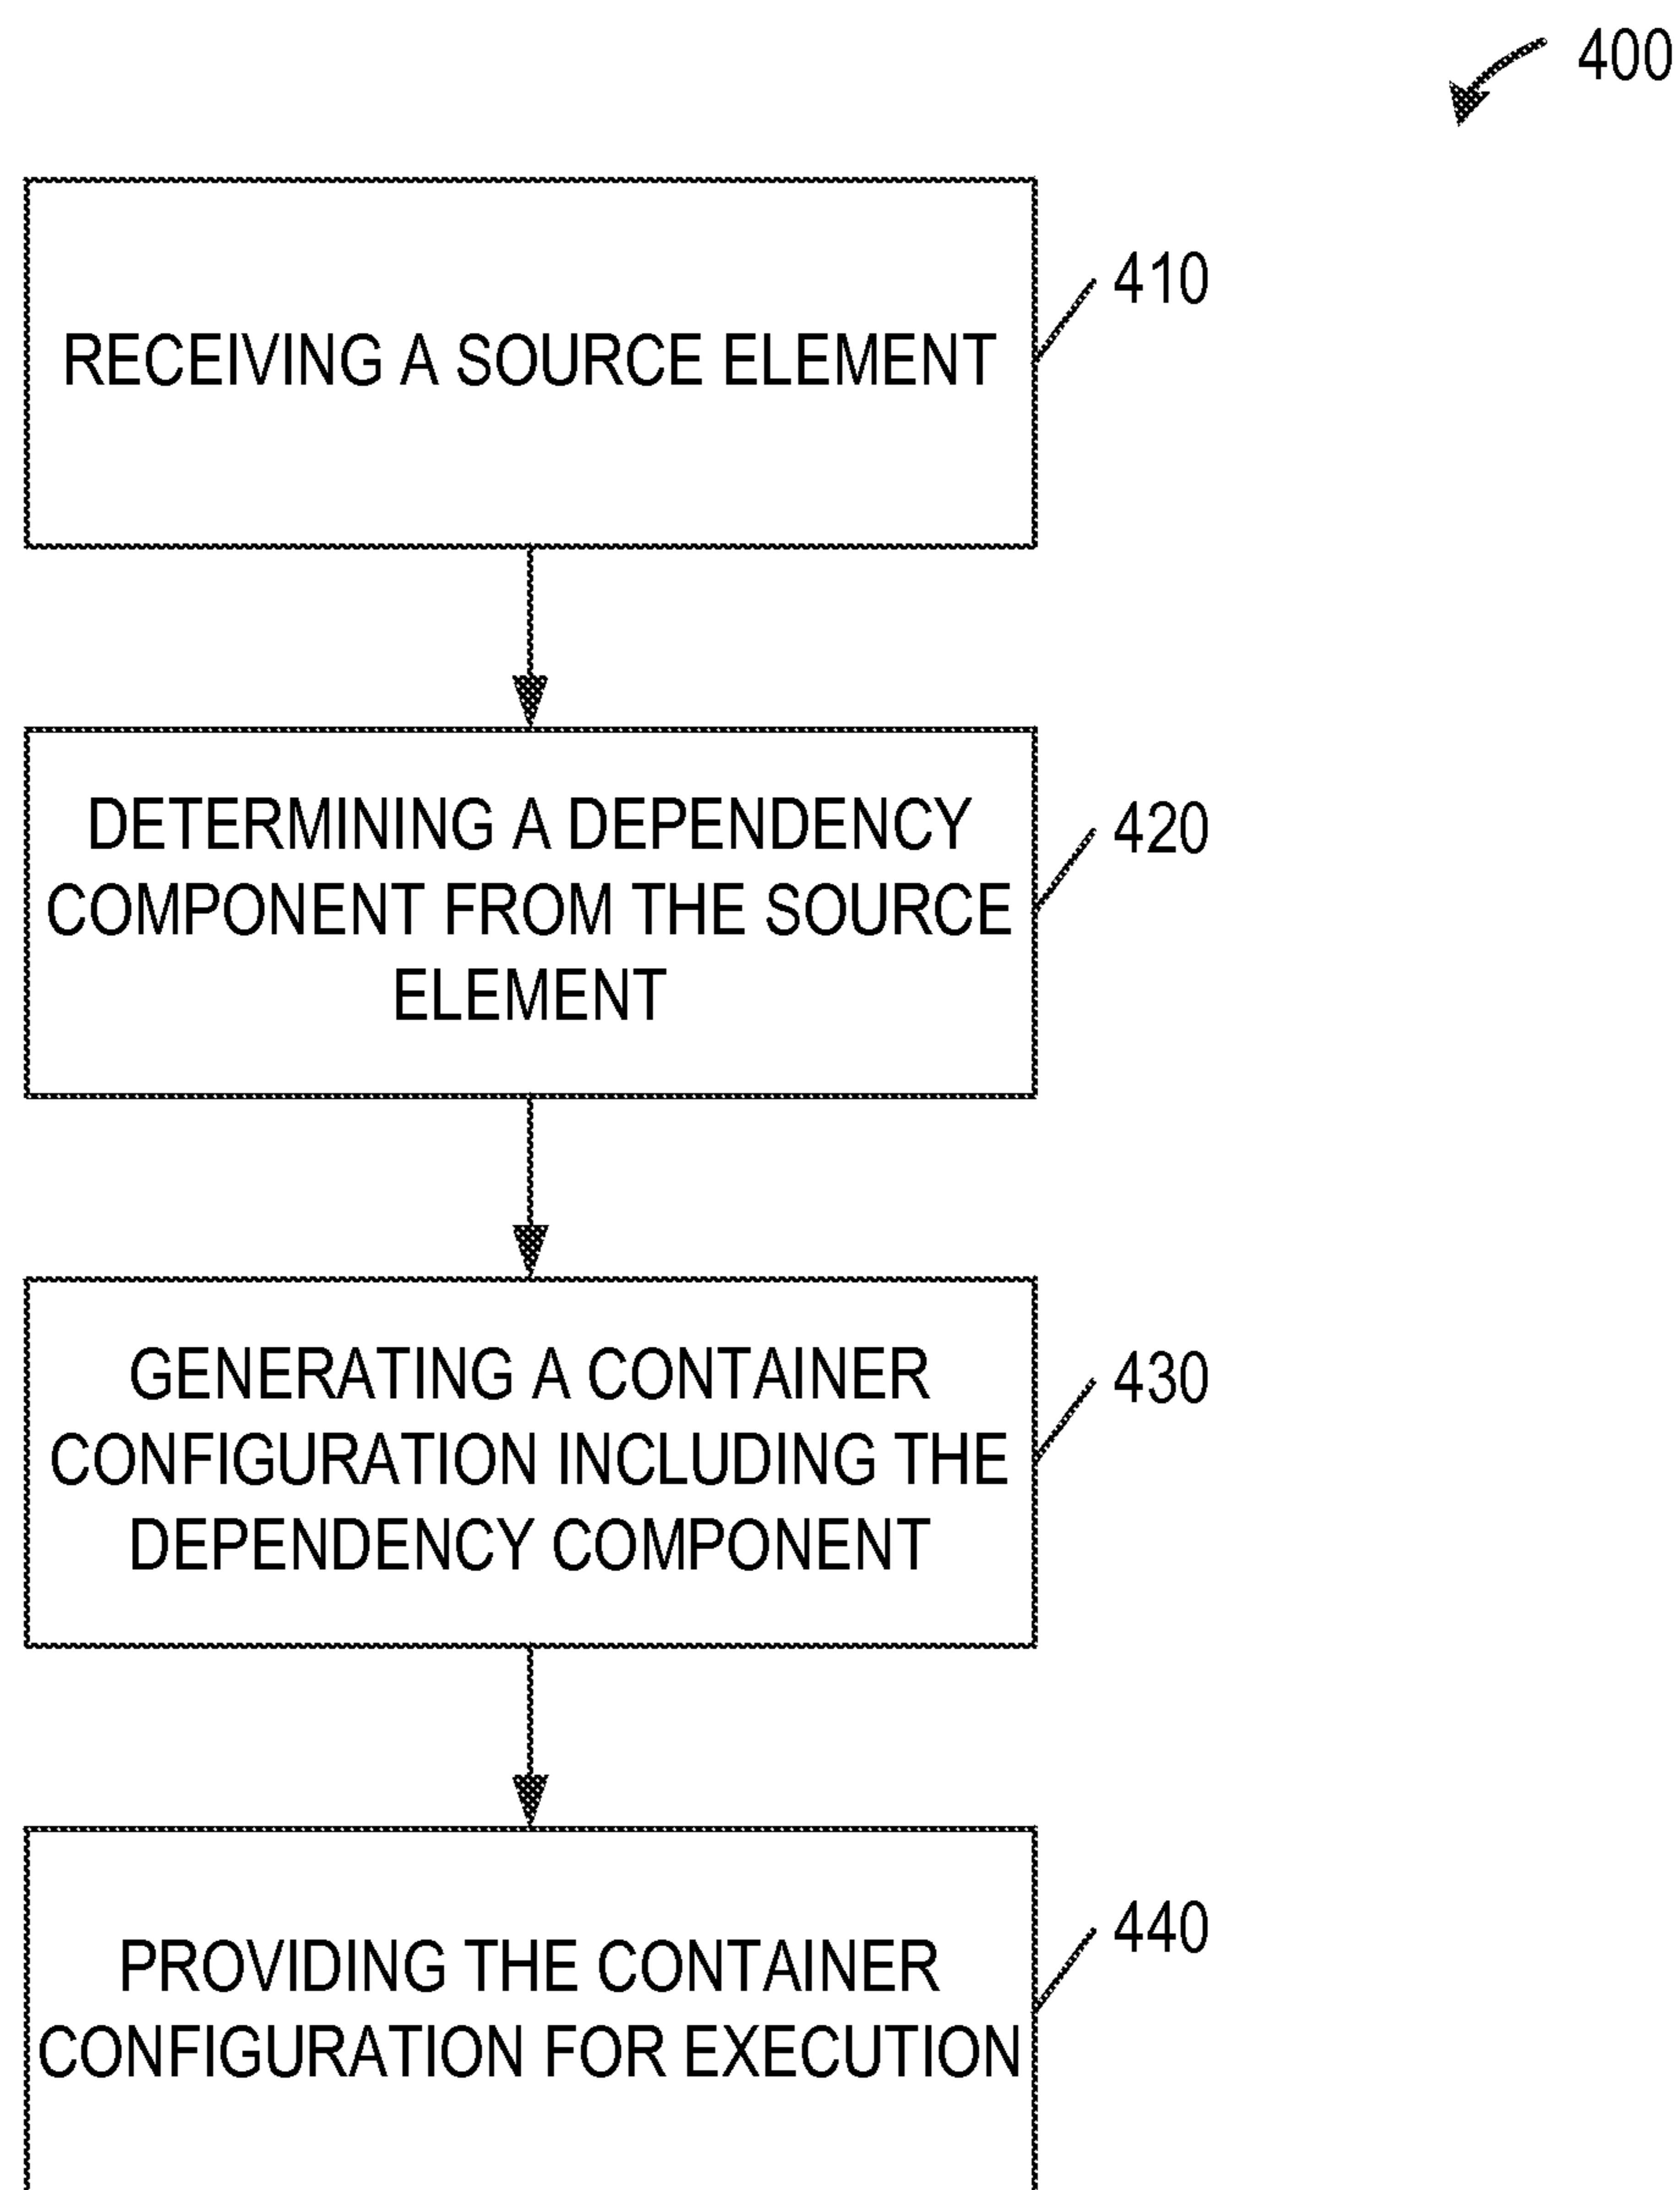 400
RECEIVING A SOURCE ELEMENT
410
DETERMINING A DEPENDENCY
COMPONENT FROM THE SOURCE
ELEMENT
420
GENERATING A CONTAINER
CONFIGURATION INCLUDING THE
DEPENDENCY COMPONENT
430
PROVIDING THE CONTAINER
CONFIGURATION FOR EXECUTION
440